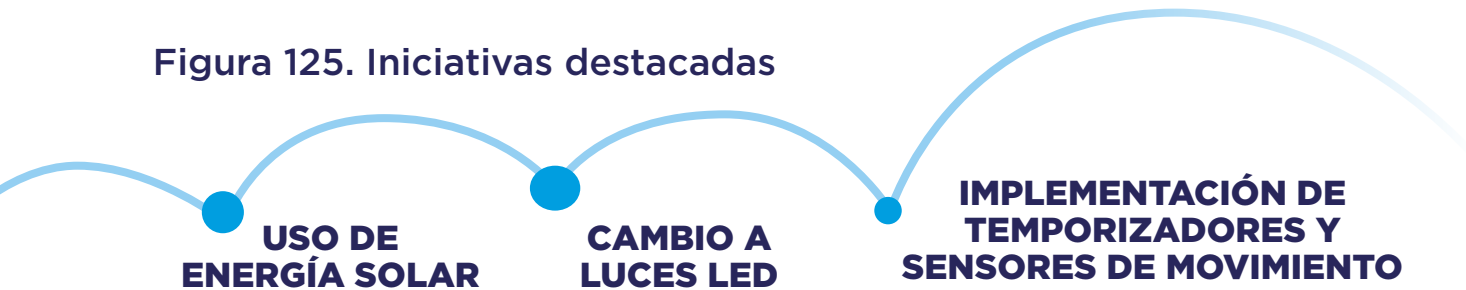 Figura 125. Iniciativas destacadas
USO DE
ENERGÍA SOLAR
CAMBIO A
LUCES LED
IMPLEMENTACIÓN DE
TEMPORIZADORES Y
SENSORES DE MOVIMIENTO